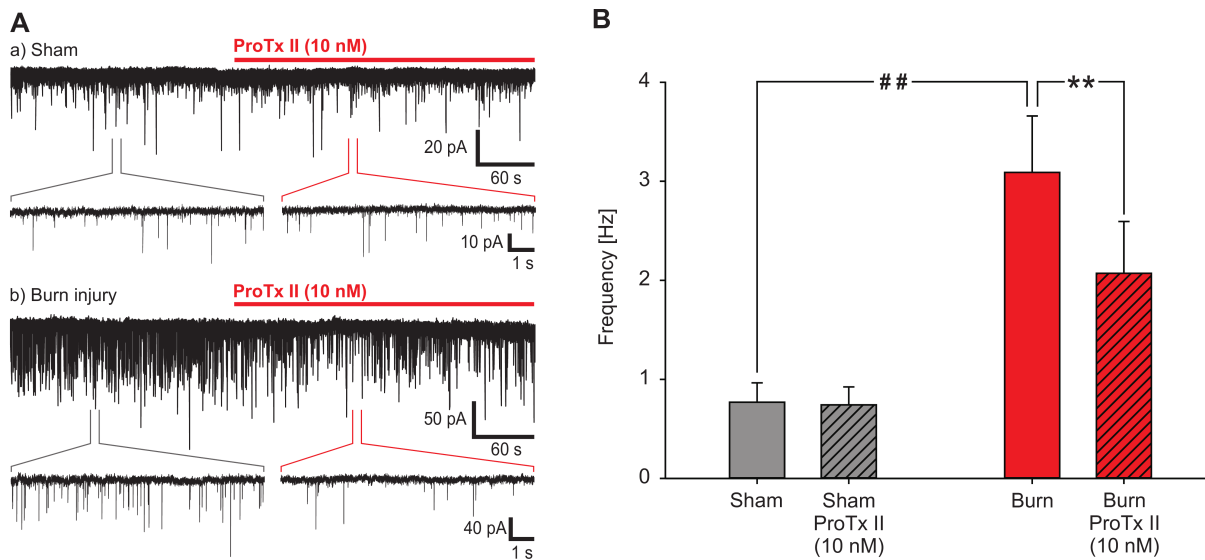 A
a) Sham
ProTx II (10 nM)
20 pA
60 s
10 pA
1 s
b) Burn injury
ProTx II (10 nM)
50 pA
60 s
40 pA
1 s
B
Frequency [Hz]
4
3
2
1
0
##
**
Sham
Sham
ProTx II
(10 nM)
Burn
Burn
ProTx II
(10 nM)